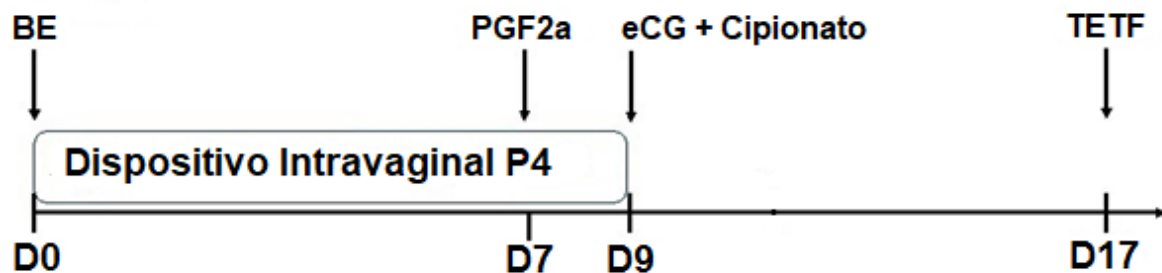 BE PGF2a eCG + Cipionato TETF
Dispositivo Intravaginal P4
D0 D7 D9 D17